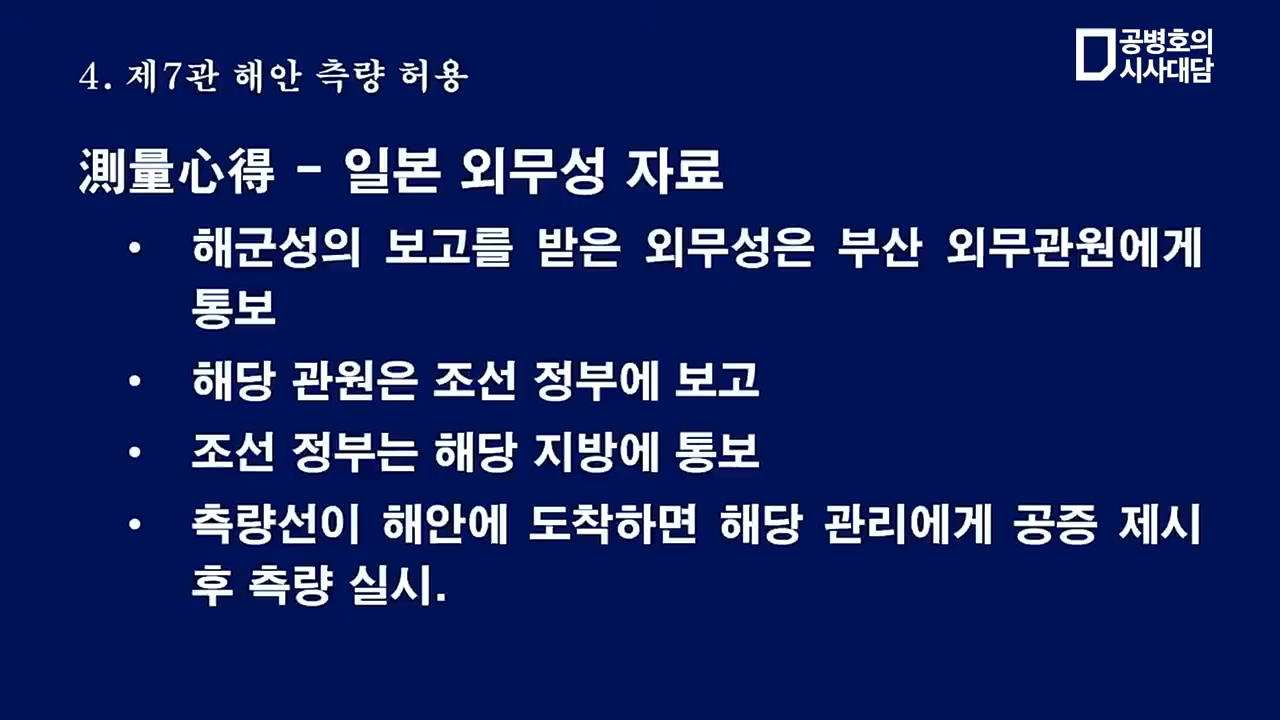 4. 제7관 해안 측량 허용
공병호의
시사대담
測量心得 - 일본 외무성 자료
• 해군성의 보고를 받은 외무성은 부산 외무관원에게
통보
• 해당 관원은 조선 정부에 보고
• 조선 정부는 해당 지방에 통보
• 측량선이 해안에 도착하면 해당 관리에게 공증 제시
후 측량 실시.